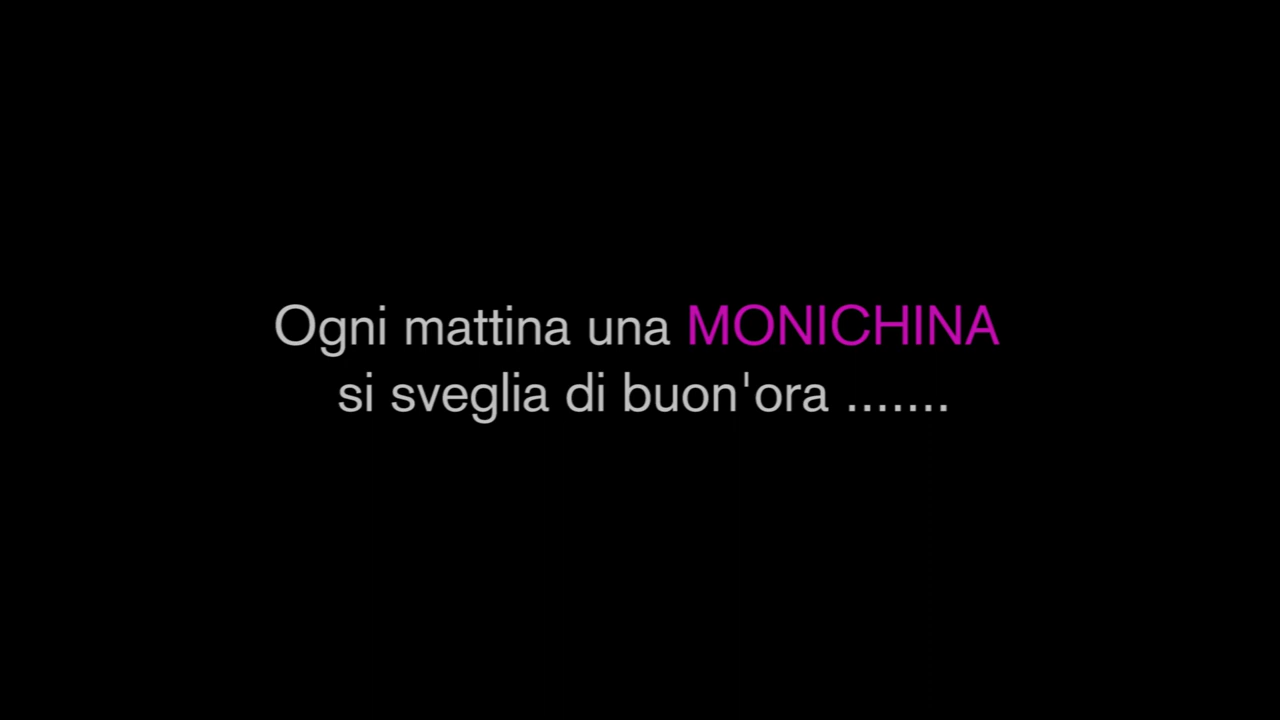 Ogni mattina una MONICHINA
si sveglia di buon'ora .......